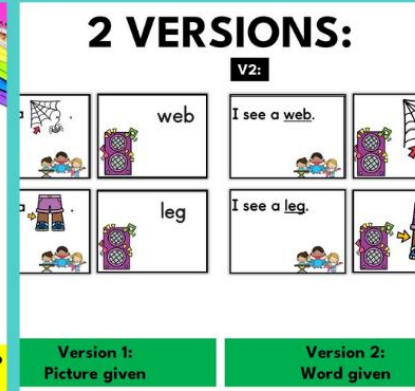 2 VERSIONS:
V2:
a .
web
I see a web.
a .
leg
I see a leg.
Version 1:
Picture given
Version 2:
Word given